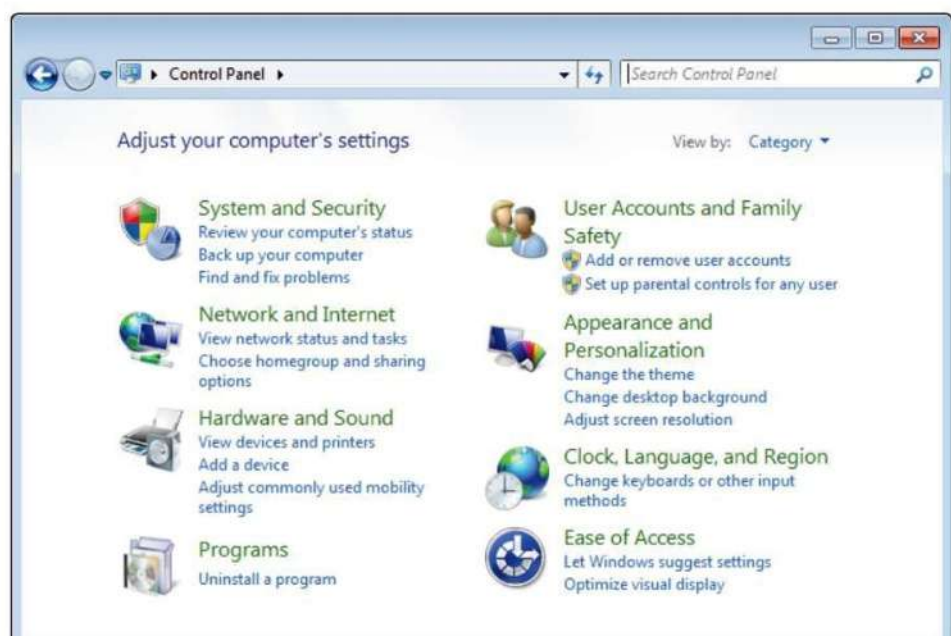 Control Panel
Search Control Panel
Adjust your computer's settings
View by: Category
System and Security
Review your computer's status
Back up your computer
Find and fix problems
Network and Internet
View network status and tasks
Choose homegroup and sharing
options
Hardware and Sound
View devices and printers
Add a device
Adjust commonly used mobility
settings
Programs
Uninstall a program
User Accounts and Family
Safety
Add or remove user accounts
Set up parental controls for any user
Appearance and
Personalization
Change the theme
Change desktop background
Adjust screen resolution
Clock, Language, and Region
Change keyboards or other input
methods
Ease of Access
Let Windows suggest settings
Optimize visual display